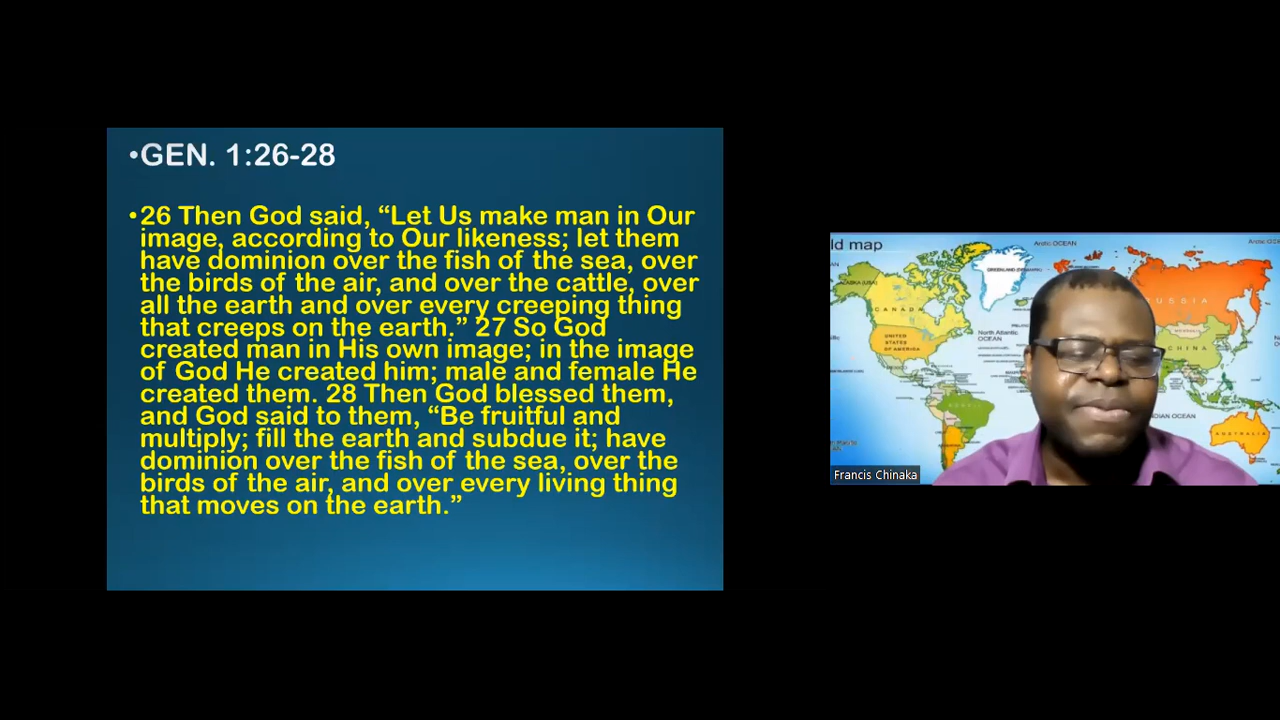 •GEN. 1:26-28
•26 Then God said, “Let Us make man in Our
image, according to Our likeness; let them
have dominion over the fish of the sea, over
the birds of the air, and over the cattle, over
all the earth and over every creeping thing
that creeps on the earth.” 27 So God
created man in His own image; in the image
of God He created him; male and female He
created them. 28 Then God blessed them,
and God said to them, “Be fruitful and
multiply; fill the earth and subdue it; have
dominion over the fish of the sea, over the
birds of the air, and over every living thing
that moves on the earth.”
ld map
Arctic OCEAN
CANADA
UNITED
STATES
OF AMERICA
North Atlantic
OCEAN
RUSSIA
CHINA
DIAN OCEAN
AUSTRALIA
Francis Chinaka